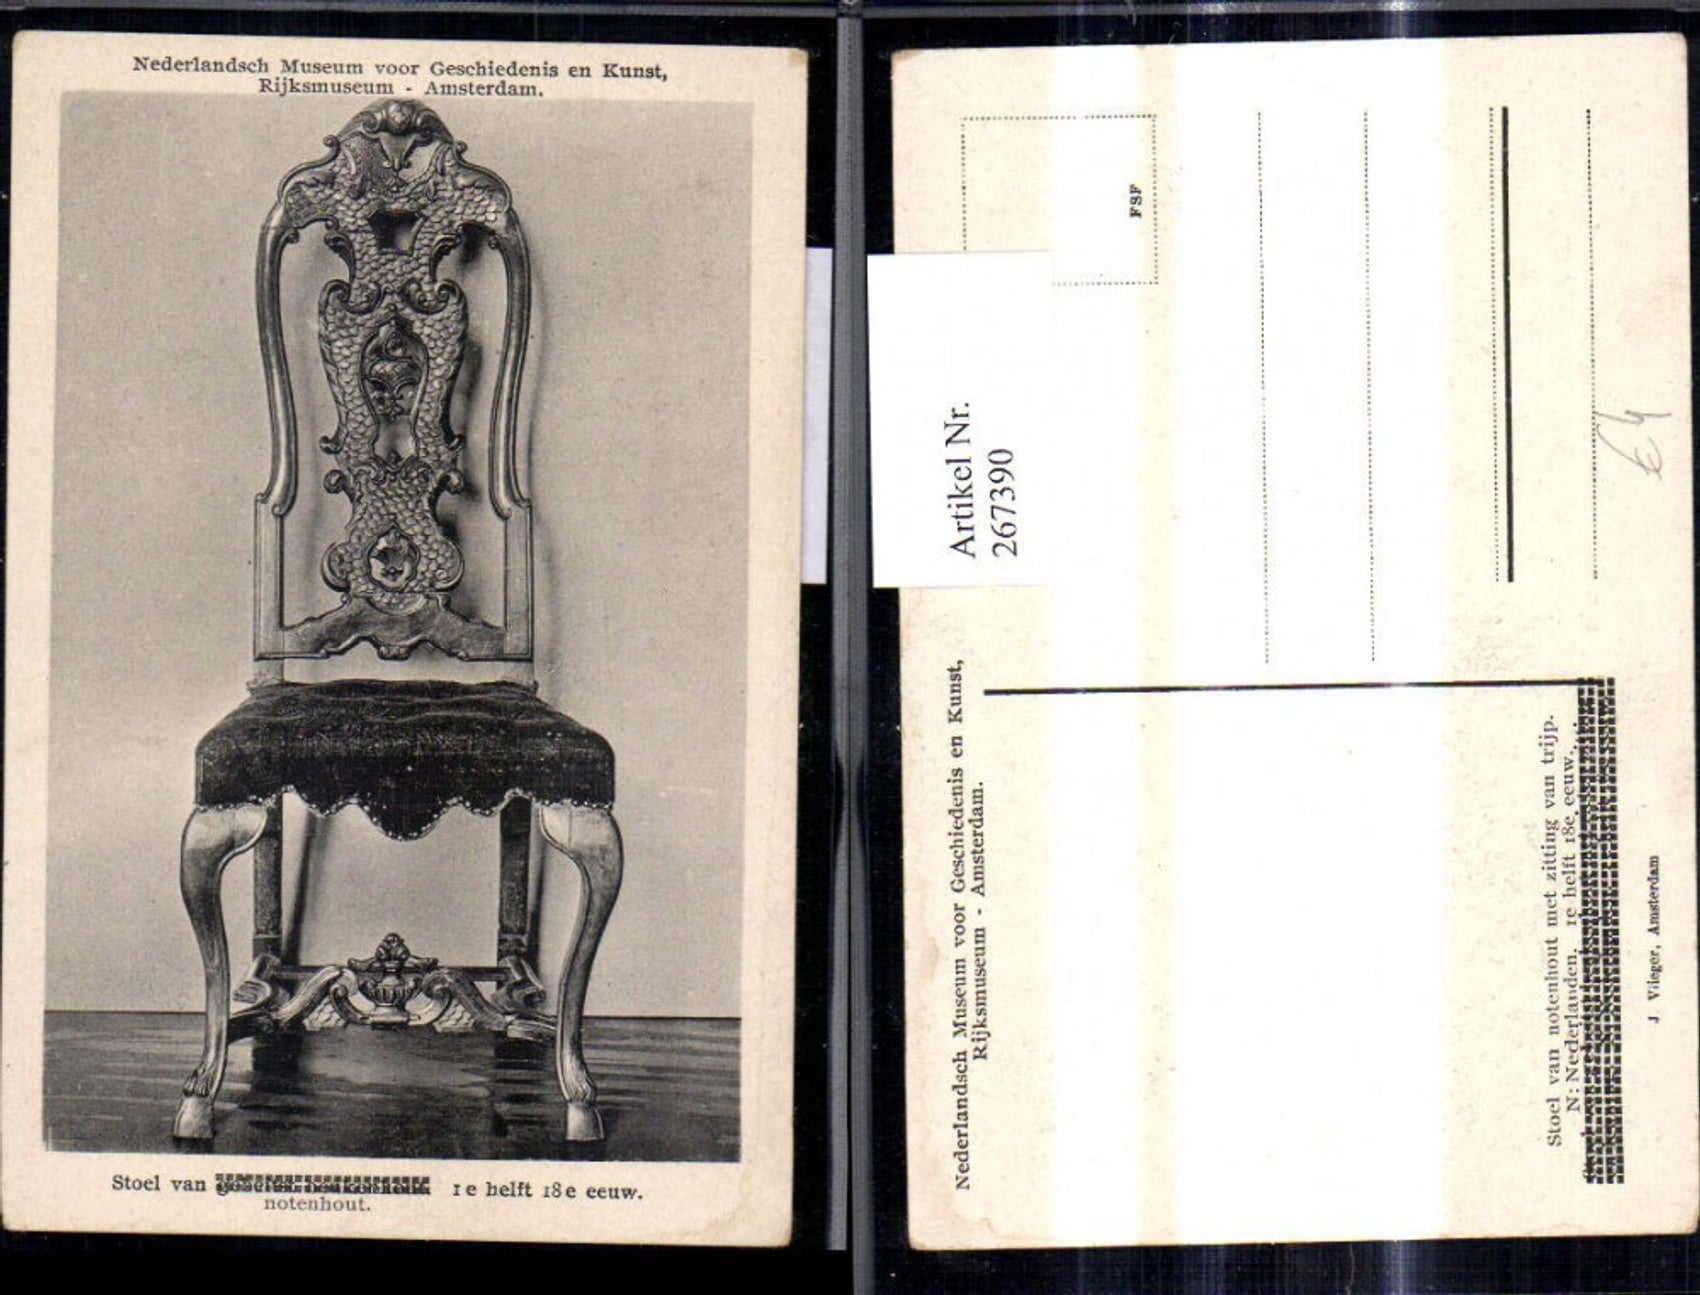 Nederlandsch Museum voor Geschiedenis en Kunst,
Rijksmuseum - Amsterdam.
Stoel van 1e helft 18e eeuw.
notenhout.
FSF
Artikel Nr.
267390
€4
Nederlandsch Museum voor Geschiedenis en Kunst,
Rijksmuseum - Amsterdam.
Stoel van notenhout met zitting van trijp.
N: Nederlanden. 1e helft 18e eeuw.
J Vlieger, Amsterdam